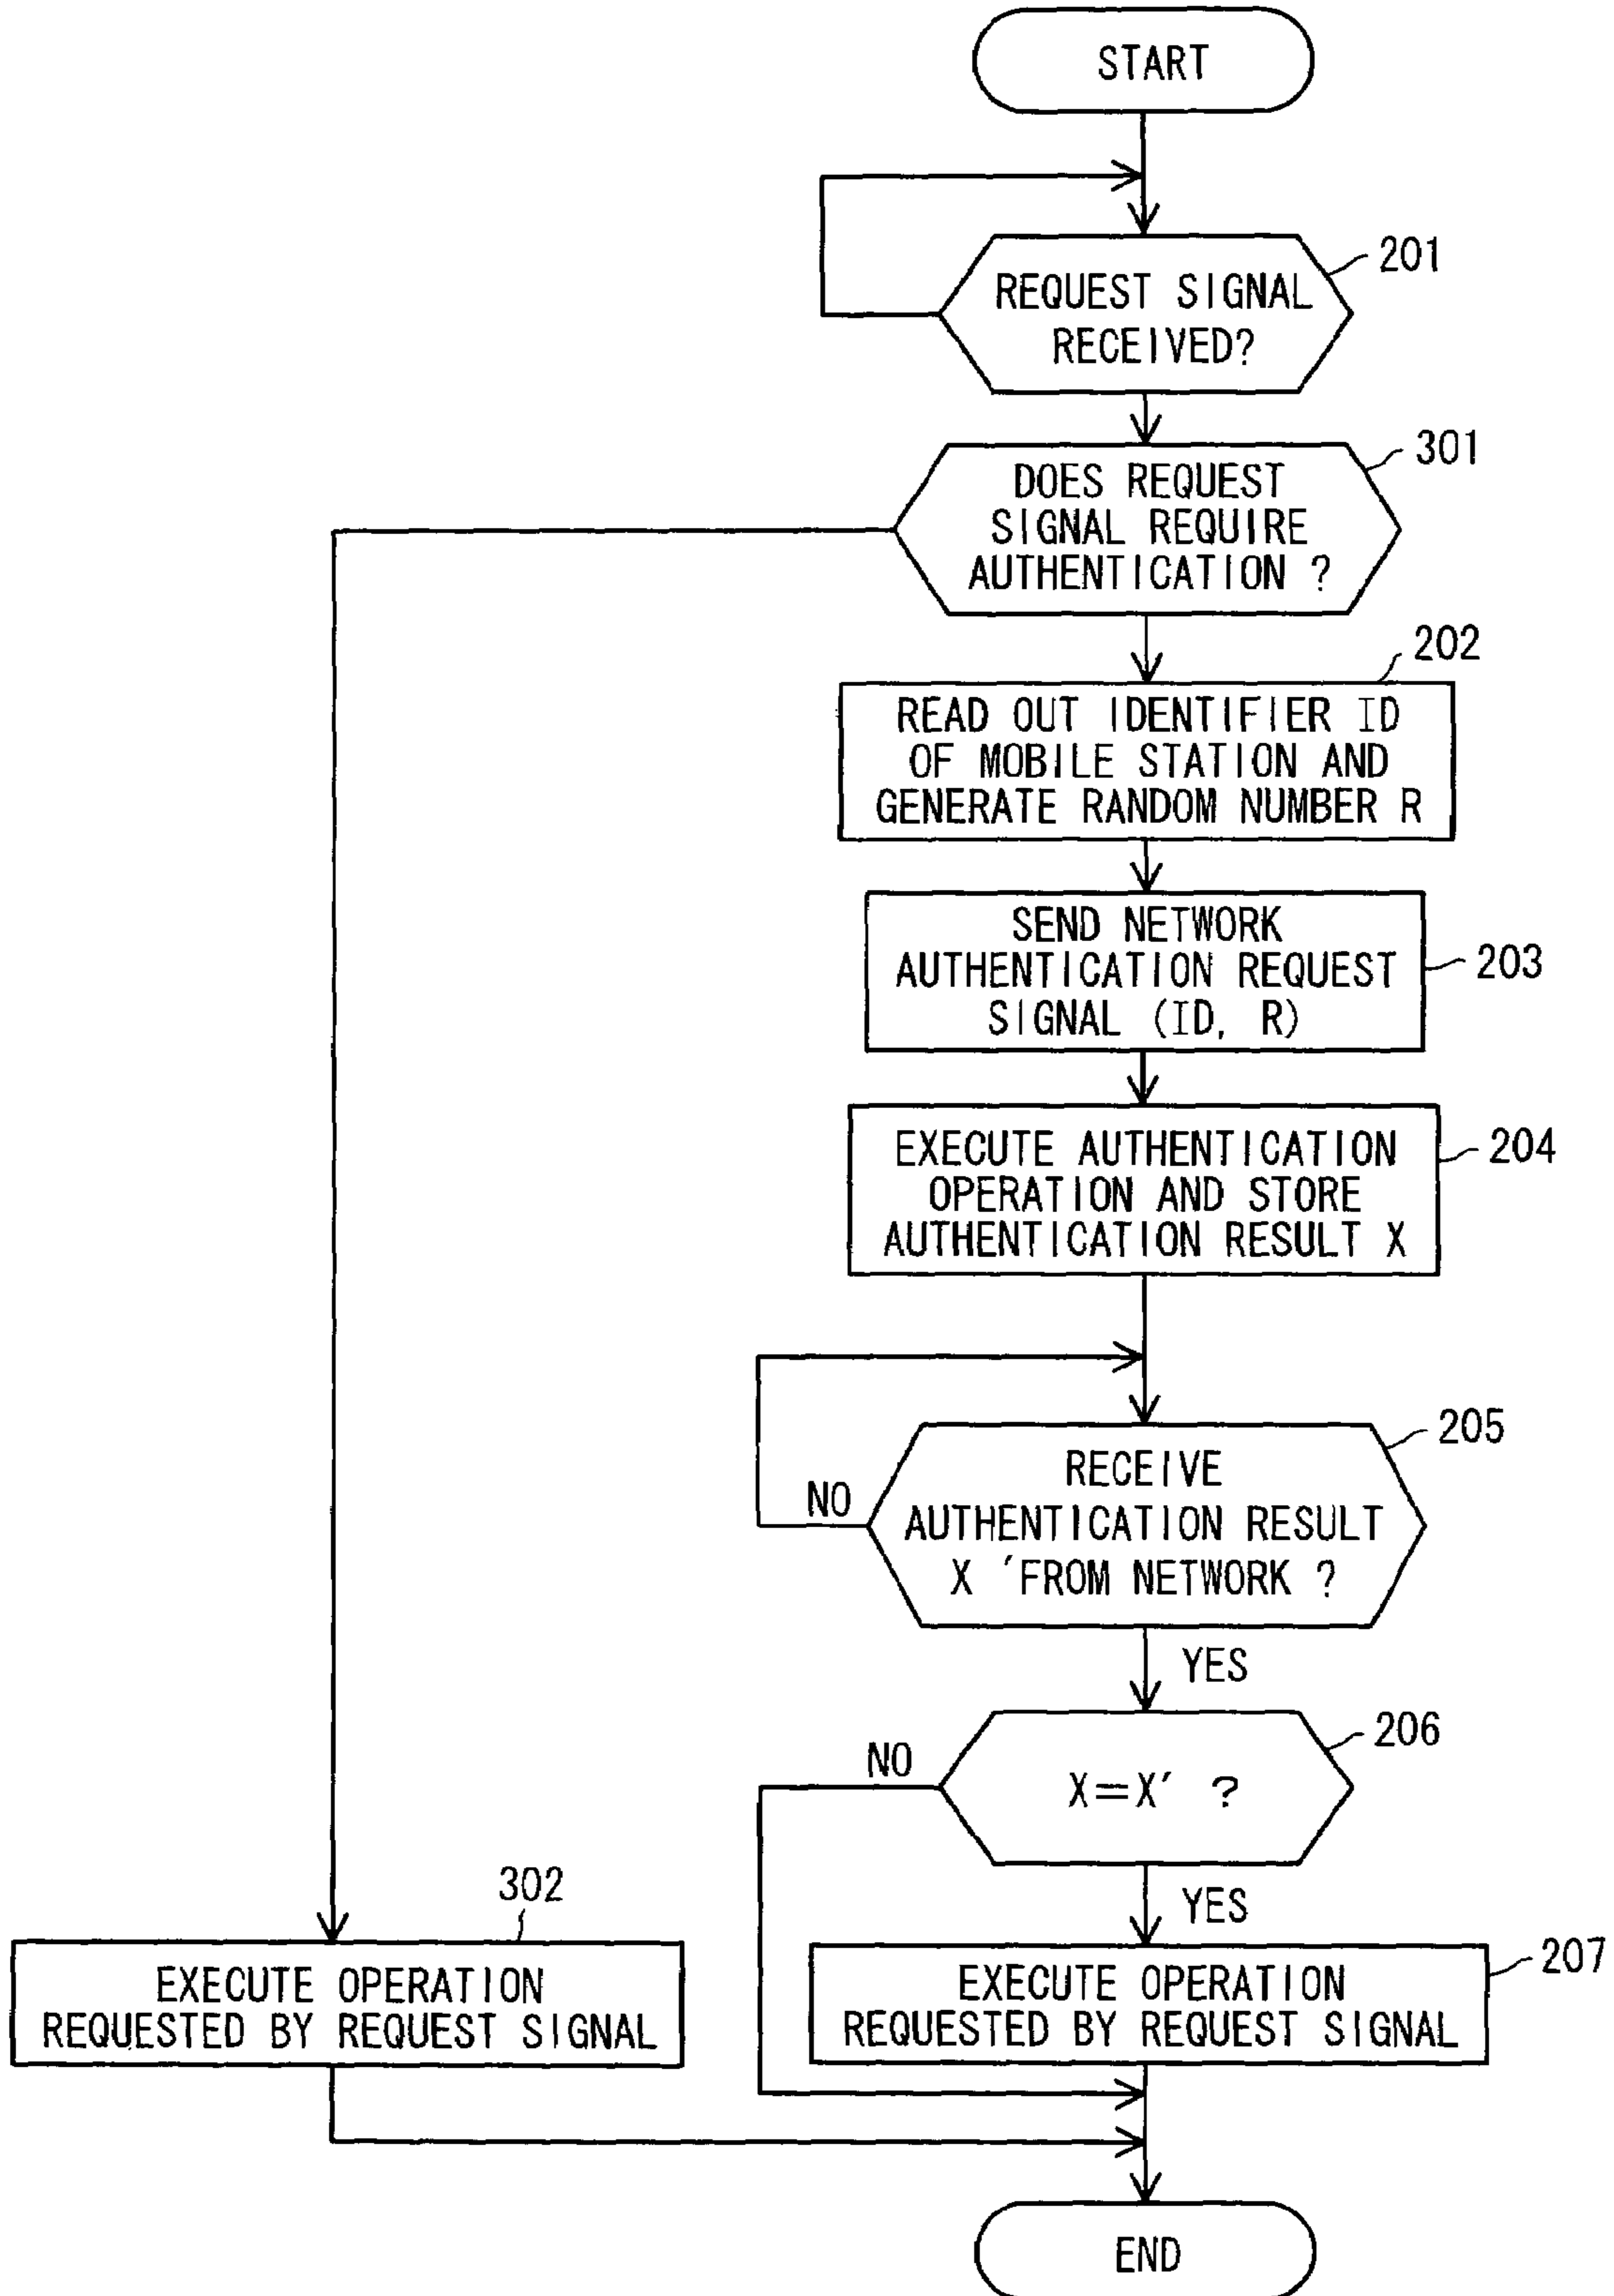 START
201
REQUEST SIGNAL
RECEIVED?
301
DOES REQUEST
SIGNAL REQUIRE
AUTHENTICATION ?
202
READ OUT IDENTIFIER ID
OF MOBILE STATION AND
GENERATE RANDOM NUMBER R
SEND NETWORK
AUTHENTICATION REQUEST
SIGNAL (ID, R)
203
EXECUTE AUTHENTICATION
OPERATION AND STORE
AUTHENTICATION RESULT X
204
205
RECEIVE
AUTHENTICATION RESULT
X 'FROM NETWORK ?
NO
YES
206
NO
X=X' ?
YES
302
EXECUTE OPERATION
REQUESTED BY REQUEST SIGNAL
207
EXECUTE OPERATION
REQUESTED BY REQUEST SIGNAL
END